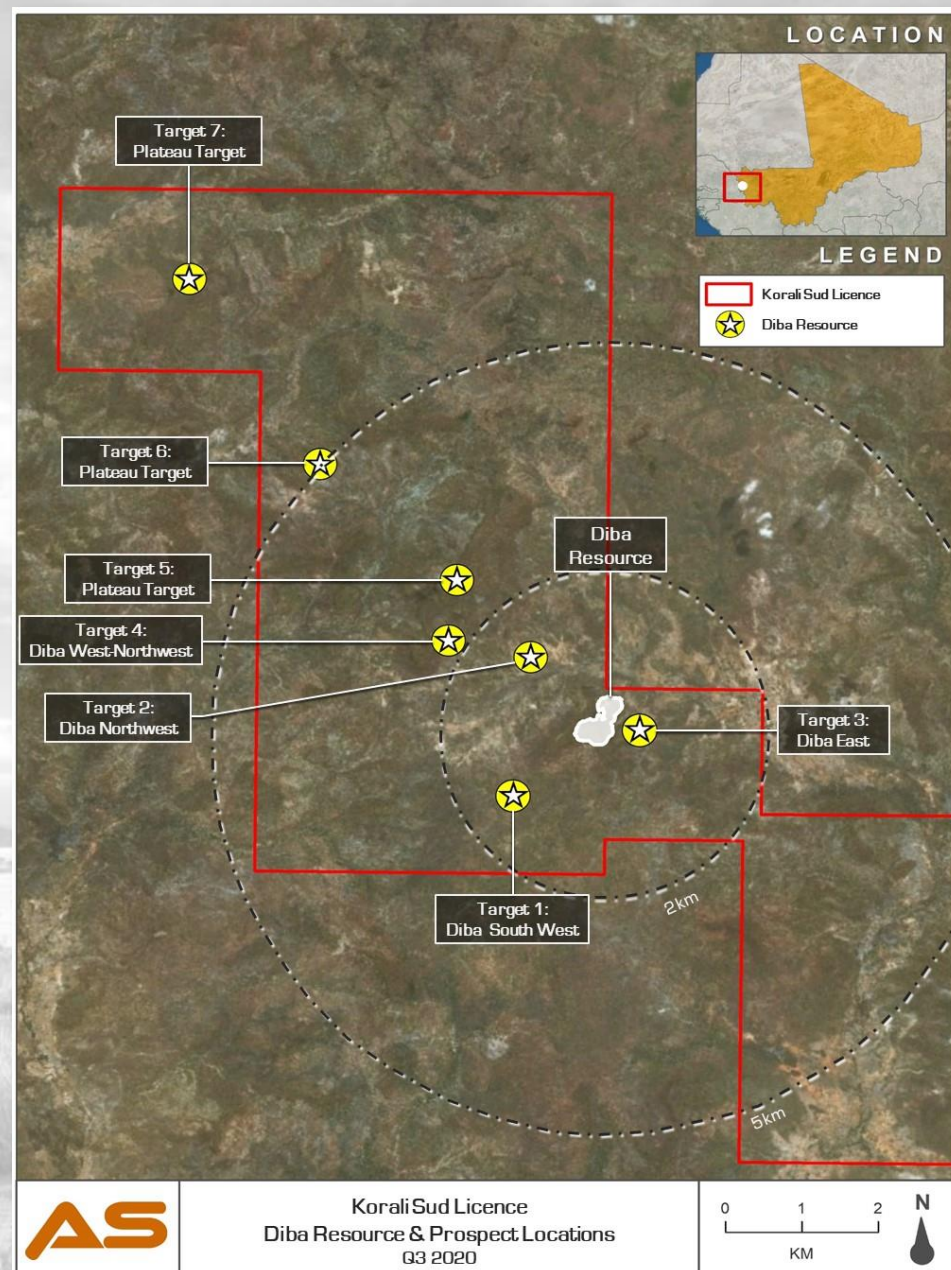 LOCATION
LEGEND
Korali Sud Licence
Diba Resource
Target 7:
Plateau Target
Target 6:
Plateau Target
Diba
Resource
Target 5:
Plateau Target
Target 4:
Diba West-Northwest
Target 2:
Diba Northwest
Target 3:
Diba East
Target 1:
Diba South West
2km
5km
AS
Korali Sud Licence
Diba Resource & Prospect Locations
Q3 2020
0 1 2
KM
N